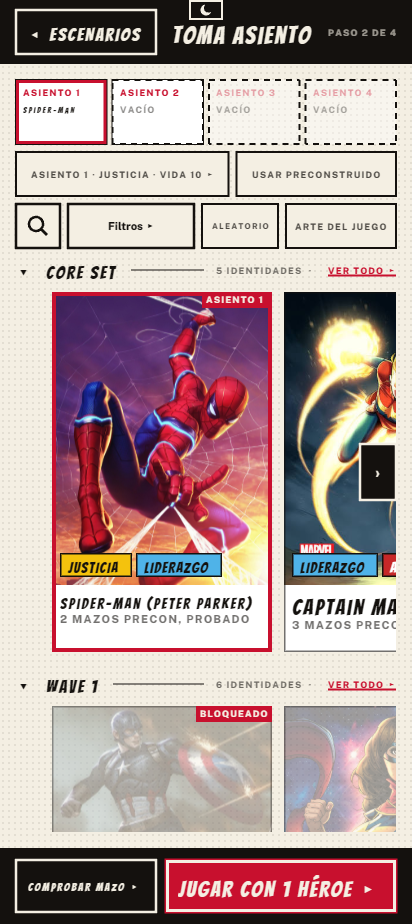 ◂ ESCENARIOS
TOMA ASIENTO
PASO 2 DE 4
ASIENTO 1
SPIDER-MAN
ASIENTO 2
VACÍO
ASIENTO 3
VACÍO
ASIENTO 4
VACÍO
ASIENTO 1 · JUSTICIA · VIDA 10 ▸
USAR PRECONSTRUIDO
Filtros ▸
ALEATORIO
ARTE DEL JUEGO
▾ CORE SET
5 IDENTIDADES ·
VER TODO ▸
ASIENTO 1
JUSTICIA
LIDERAZGO
SPIDER-MAN (PETER PARKER)
2 MAZOS PRECON, PROBADO
MARVEL
LIDERAZGO
CAPTAIN MA
3 MAZOS PREC
▾ WAVE 1
6 IDENTIDADES ·
VER TODO ▸
BLOQUEADO
COMPROBAR MAZO ▸
JUGAR CON 1 HÉROE ▸